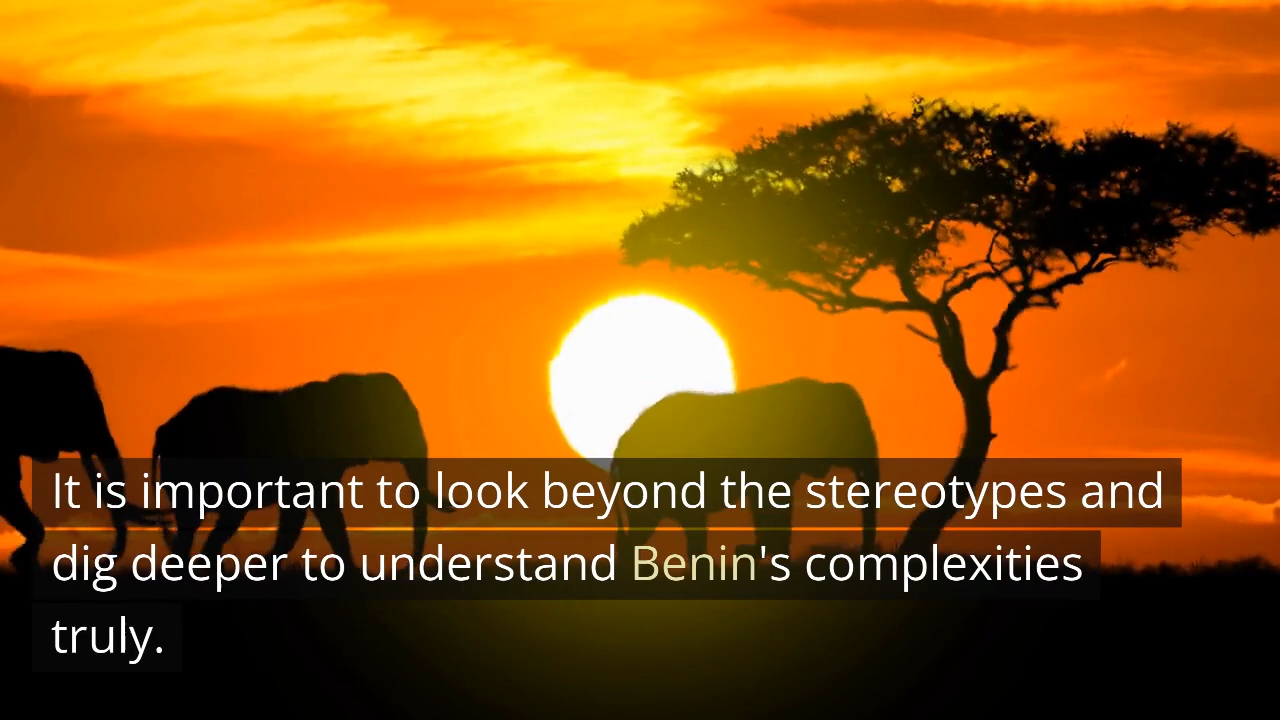 It is important to look beyond the stereotypes and
dig deeper to understand Benin's complexities
truly.